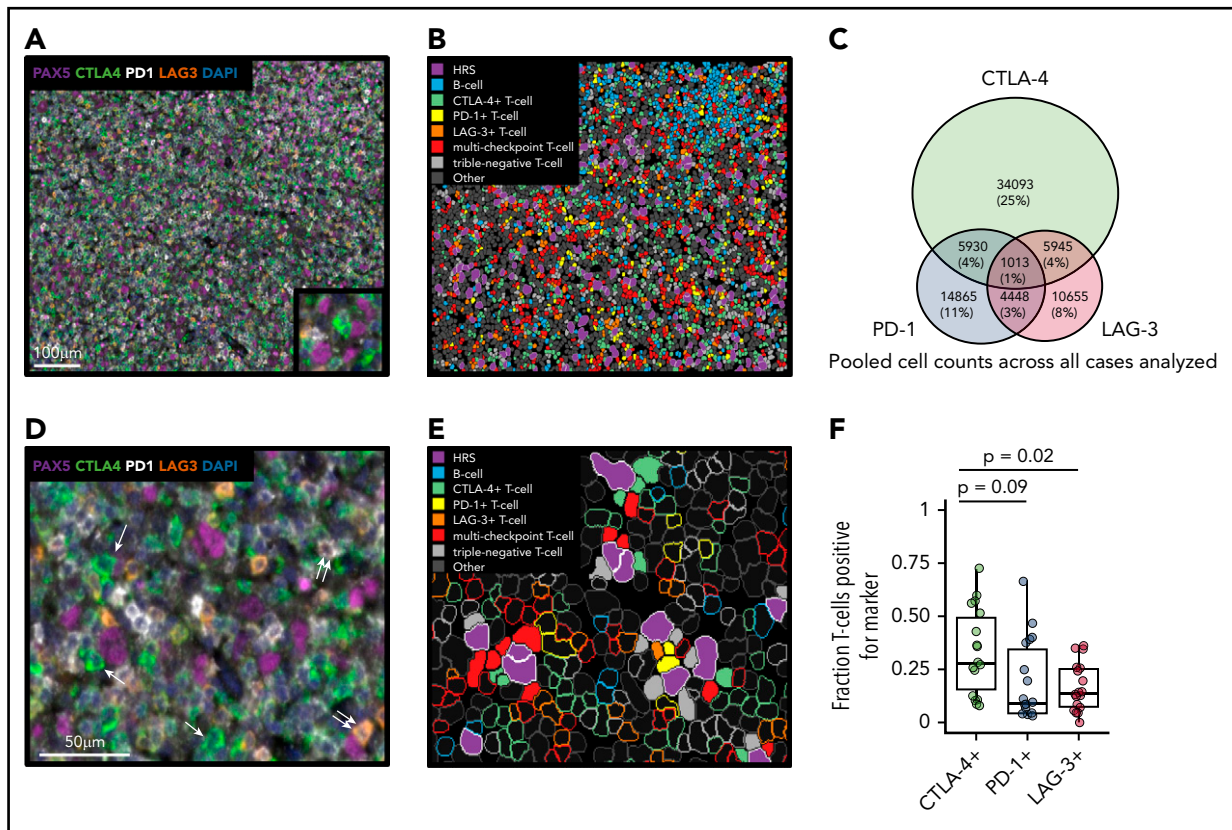 A
PAX5 CTLA4 PD1 LAG3 DAPI
100μm
B
HRS
B-cell
CTLA-4+ T-cell
PD-1+ T-cell
LAG-3+ T-cell
multi-checkpoint T-cell
trible-negative T-cell
Other
C
CTLA-4
34093
(25%)
5930
(4%)
1013
(1%)
5945
(4%)
14865
(11%)
4448
(3%)
10655
(8%)
PD-1
LAG-3
Pooled cell counts across all cases analyzed
D
PAX5 CTLA4 PD1 LAG3 DAPI
50μm
E
HRS
B-cell
CTLA-4+ T-cell
PD-1+ T-cell
LAG-3+ T-cell
multi-checkpoint T-cell
triple-negative T-cell
Other
F
p = 0.02
p = 0.09
Fraction T-cells positive
for marker
1
0.75
0.50
0.25
0
CTLA-4+
PD-1+
LAG-3+